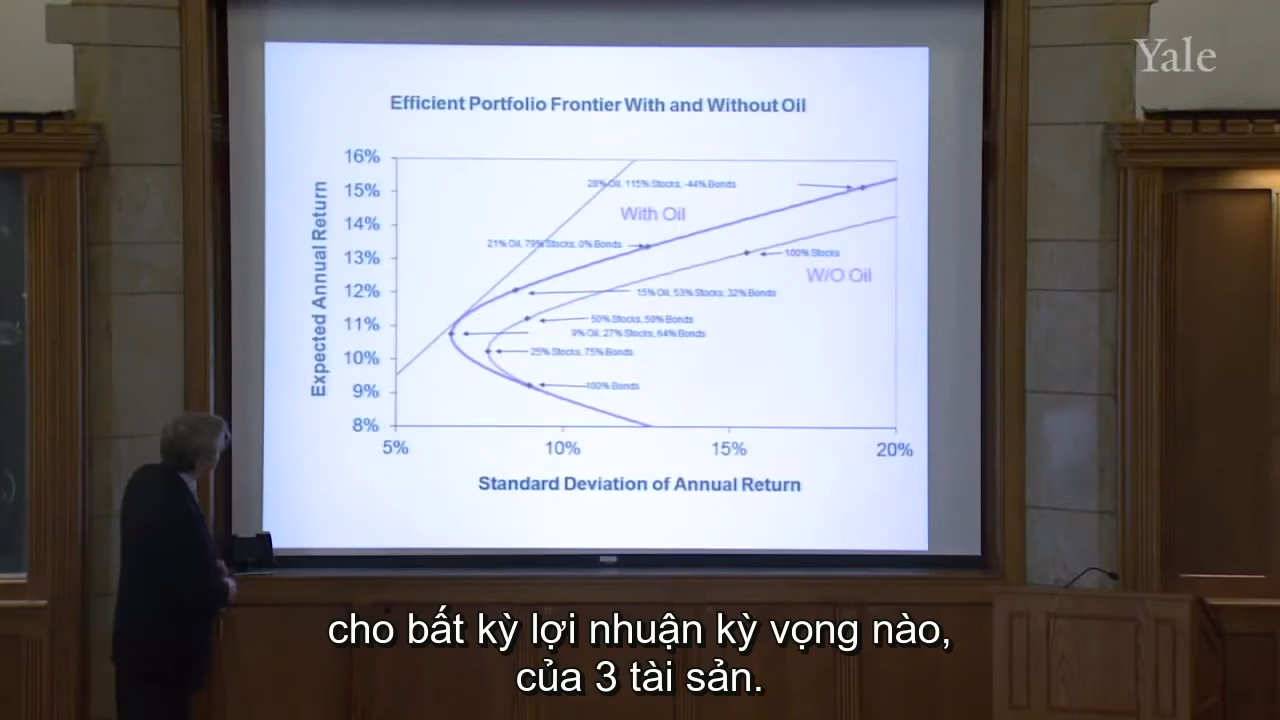 Yale
Efficient Portfolio Frontier With and Without Oil
Expected Annual Return
16%
15%
14%
13%
12%
11%
10%
9%
8%
28% Oil, 115% Stocks, -44% Bonds
With Oil
21% Oil, 79% Stocks, 0% Bonds
100% Stocks
W/O Oil
15% Oil, 53% Stocks, 32% Bonds
50% Stocks, 50% Bonds
9% Oil, 27% Stocks, 64% Bonds
25% Stocks, 75% Bonds
100% Bonds
5%
10%
15%
20%
Standard Deviation of Annual Return
cho bất kỳ lợi nhuận kỳ vọng nào,
của 3 tài sản.